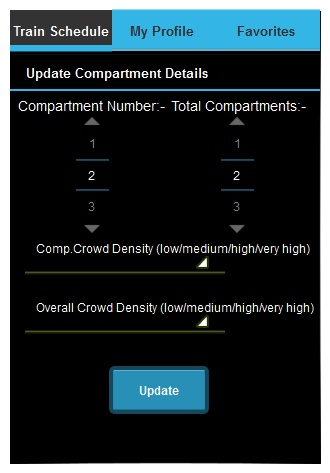 Train Schedule My Profile Favorites
Update Compartment Details
Compartment Number:- Total Compartments:-
1 1
2 2
3 3
Comp.Crowd Density (low/medium/high/very high)
Overall Crowd Density (low/medium/high/very high)
Update